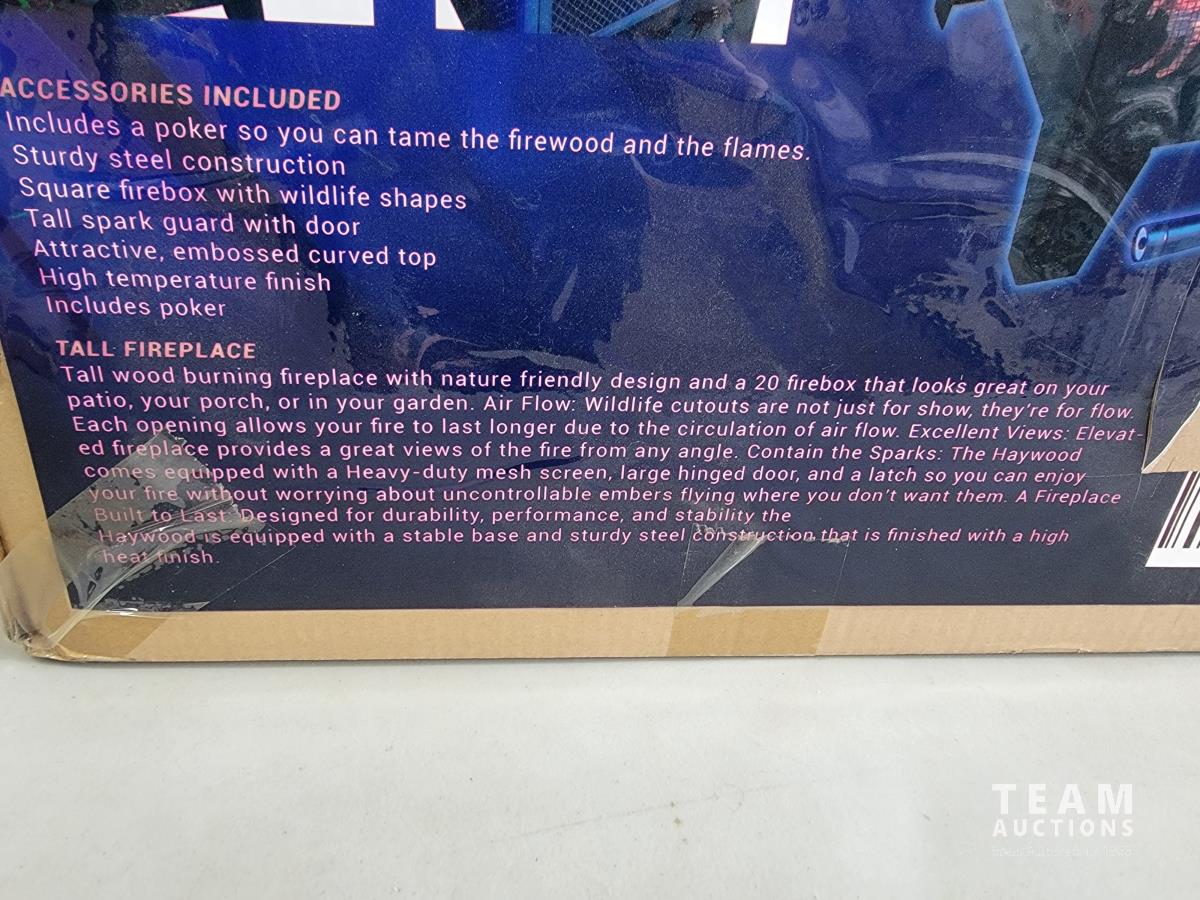 ACCESSORIES INCLUDED
Includes a poker so you can tame the firewood and the flames.
Sturdy steel construction
Square firebox with wildlife shapes
Tall spark guard with door
Attractive, embossed curved top
High temperature finish
Includes poker
TALL FIREPLACE
Tall wood burning fireplace with nature friendly design and a 20 firebox that looks great on your
patio, your porch, or in your garden. Air Flow: Wildlife cutouts are not just for show, they're for flow.
Each opening allows your fire to last longer due to the circulation of air flow. Excellent Views: Elevat-
ed fireplace provides a great views of the fire from any angle. Contain the Sparks: The Haywood
comes equipped with a Heavy-duty mesh screen, large hinged door, and a latch so you can enjoy
your fire without worrying about uncontrollable embers flying where you don't want them. A Fireplace
Built to Last: Designed for durability, performance, and stability the
Haywood is equipped with a stable base and sturdy steel construction that is finished with a high
heat finish.
TEAM
AUCTIONS